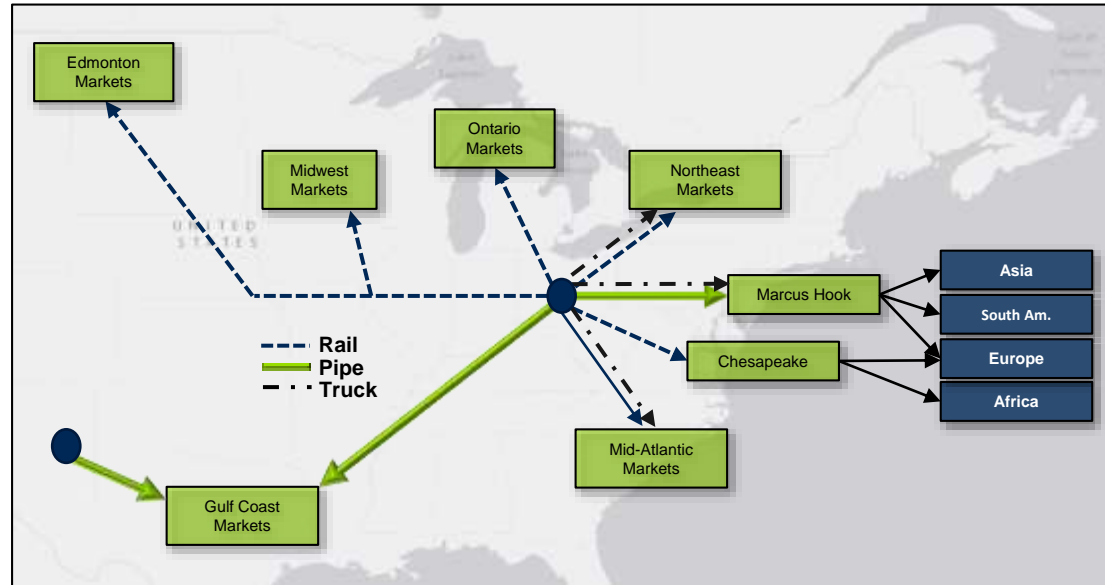 Edmonton
Markets
Midwest
Markets
Ontario
Markets
Northeast
Markets
UNITED
STATES
Marcus Hook
Asia
South Am.
Europe
Africa
Chesapeake
Rail
Pipe
Truck
Mid-Atlantic
Markets
Gulf Coast
Markets